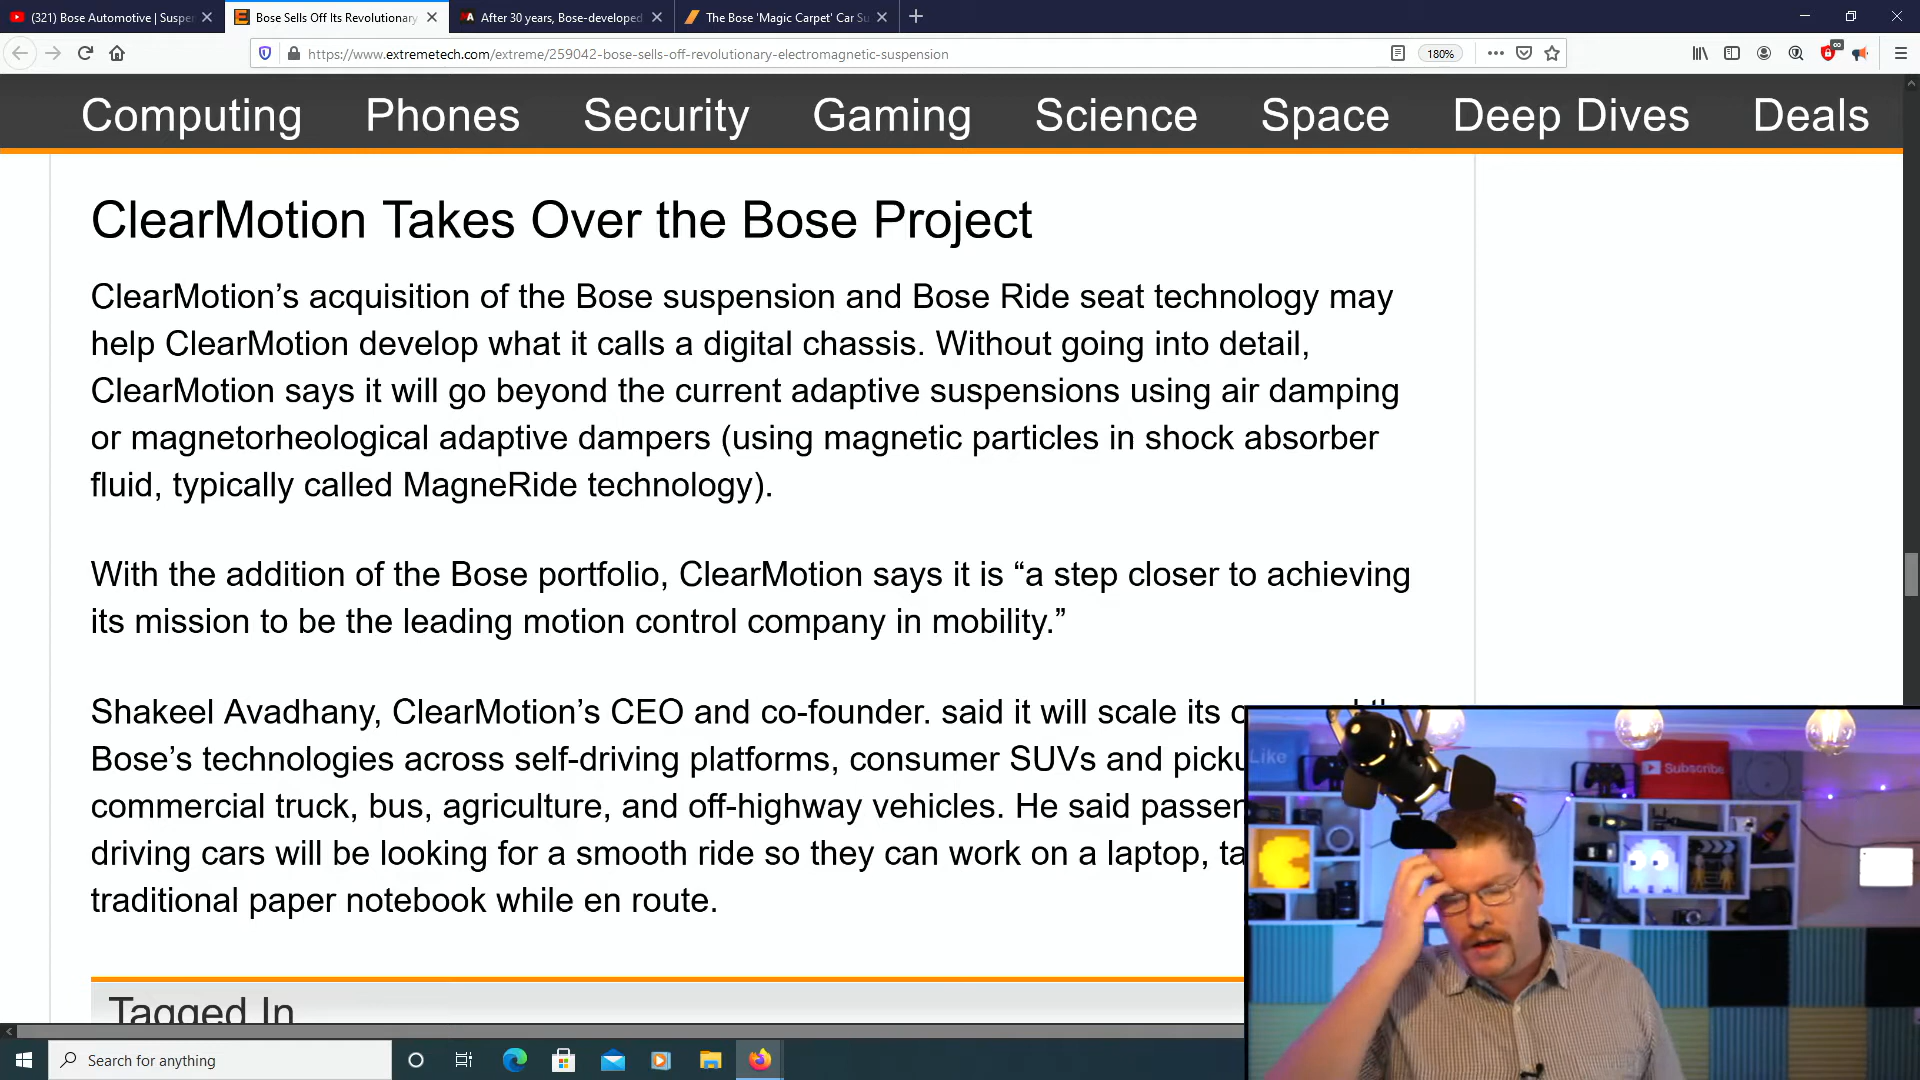 (321) Bose Automotive | Suspe
Bose Sells Off Its Revolutionary
After 30 years, Bose-developed
The Bose 'Magic Carpet' Car Su
https://www.extremetech.com/extreme/259042-bose-sells-off-revolutionary-electromagnetic-suspension
180%
Computing Phones Security Gaming Science Space Deep Dives Deals
ClearMotion Takes Over the Bose Project
ClearMotion’s acquisition of the Bose suspension and Bose Ride seat technology may
help ClearMotion develop what it calls a digital chassis. Without going into detail,
ClearMotion says it will go beyond the current adaptive suspensions using air damping
or magnetorheological adaptive dampers (using magnetic particles in shock absorber
fluid, typically called MagneRide technology).
With the addition of the Bose portfolio, ClearMotion says it is “a step closer to achieving
its mission to be the leading motion control company in mobility.”
Shakeel Avadhany, ClearMotion’s CEO and co-founder. said it will scale its
Bose’s technologies across self-driving platforms, consumer SUVs and picku
commercial truck, bus, agriculture, and off-highway vehicles. He said passen
driving cars will be looking for a smooth ride so they can work on a laptop, ta
traditional paper notebook while en route.
Like
Subscribe
Tagged In
Search for anything